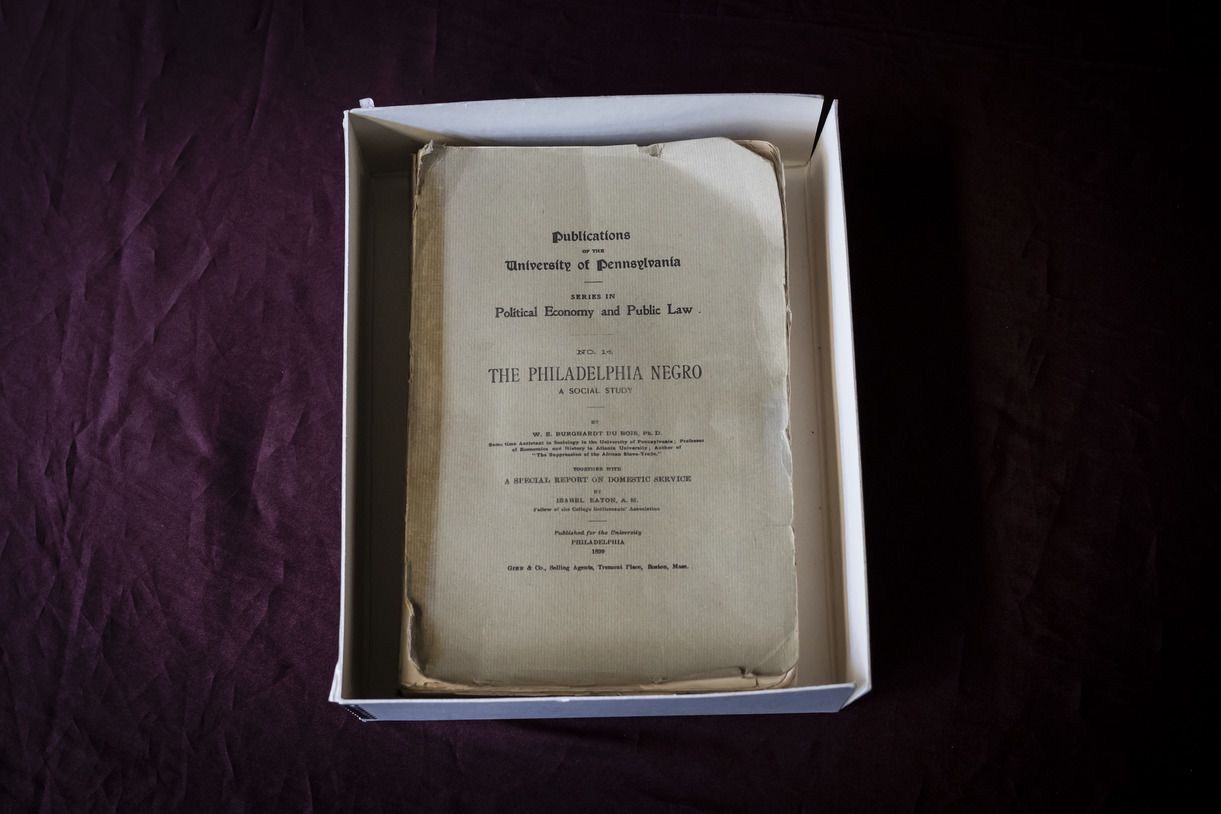 Publications
OF THE
University of Pennsylvania
SERIES IN
Political Economy and Public Law.
NO. 14
THE PHILADELPHIA NEGRO
A SOCIAL STUDY
BY
W. E. BURGHARDT DU BOIS, Ph. D.
Sometime Assistant in Sociology in the University of Pennsylvania; Professor
of Economics and History in Atlanta University; Author of
"The Suppression of the African Slave-Trade."
TOGETHER WITH
A SPECIAL REPORT ON DOMESTIC SERVICE
BY
ISABEL EATON, A. M.
Fellow of the College Settlements' Association
Published for the University
PHILADELPHIA
1899
GINN & Co., Selling Agents, Tremont Place, Boston, Mass.